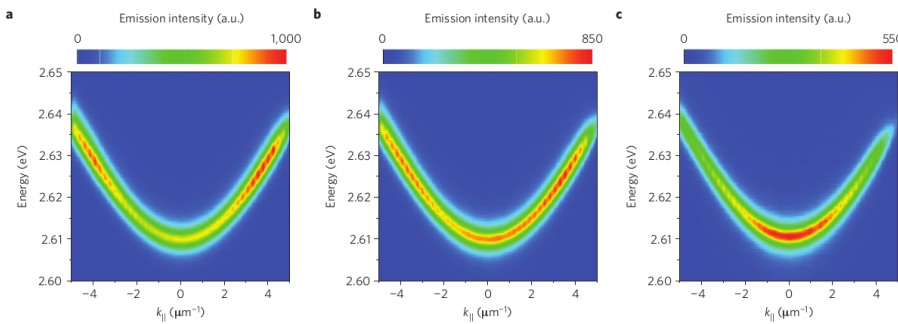 a
Emission intensity (a.u.)
0 1,000
2.65
2.64
2.63
2.62
2.61
2.60
Energy (eV)
−4 −2 0 2 4
k|| (μm⁻¹)
b
Emission intensity (a.u.)
0 850
2.65
2.64
2.63
2.62
2.61
2.60
Energy (eV)
−4 −2 0 2 4
k|| (μm⁻¹)
c
Emission intensity (a.u.)
0 550
2.65
2.64
2.63
2.62
2.61
2.60
Energy (eV)
−4 −2 0 2 4
k|| (μm⁻¹)